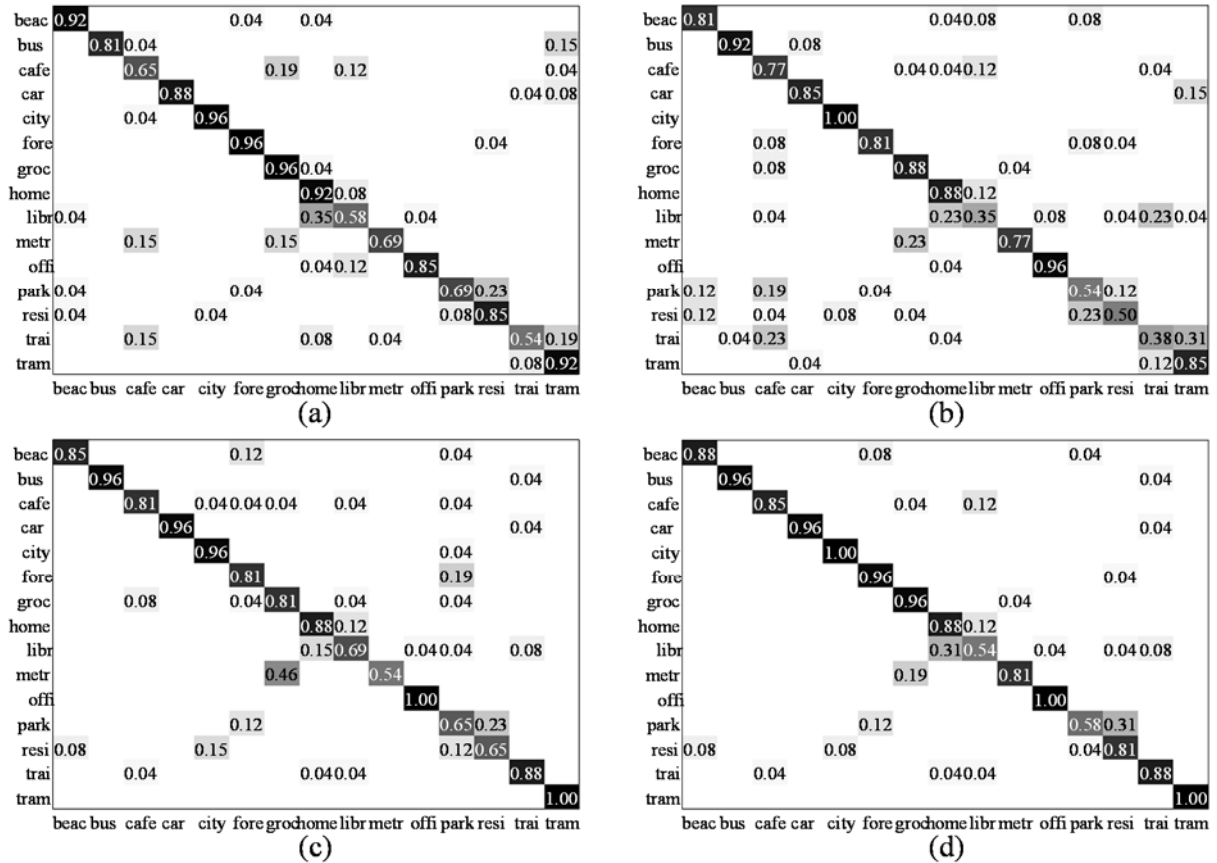 beac 0.92 0.04 0.04
bus 0.81 0.04 0.15
cafe 0.65 0.19 0.12 0.04
car 0.88 0.04 0.08
city 0.04 0.96
fore 0.96 0.04
groc 0.96 0.04
home 0.92 0.08
libr 0.04 0.35 0.58 0.04
metr 0.15 0.15 0.69
offi 0.04 0.12 0.85
park 0.04 0.04 0.69 0.23
resi 0.04 0.04 0.08 0.85
trai 0.15 0.08 0.04 0.54 0.19
tram 0.08 0.92
beac bus cafe car city fore groc home libr metr offi park resi trai tram
(a)
beac 0.81 0.04 0.08 0.08
bus 0.92 0.08
cafe 0.77 0.04 0.04 0.12 0.04
car 0.85 0.15
city 1.00
fore 0.08 0.81 0.08 0.04
groc 0.08 0.88 0.04
home 0.88 0.12
libr 0.04 0.23 0.35 0.08 0.04 0.23 0.04
metr 0.23 0.77
offi 0.04 0.96
park 0.12 0.19 0.04 0.54 0.12
resi 0.12 0.04 0.08 0.04 0.23 0.50
trai 0.04 0.23 0.04 0.38 0.31
tram 0.04 0.12 0.85
beac bus cafe car city fore groc home libr metr offi park resi trai tram
(b)
beac 0.85 0.12 0.04
bus 0.96 0.04
cafe 0.81 0.04 0.04 0.04 0.04 0.04
car 0.96 0.04
city 0.96 0.04
fore 0.81 0.19
groc 0.08 0.04 0.81 0.04 0.04
home 0.88 0.12
libr 0.15 0.69 0.04 0.04 0.08
metr 0.46 0.54
offi 1.00
park 0.12 0.65 0.23
resi 0.08 0.15 0.12 0.65
trai 0.04 0.04 0.04 0.88
tram 1.00
beac bus cafe car city fore groc home libr metr offi park resi trai tram
(c)
beac 0.88 0.08 0.04
bus 0.96 0.04
cafe 0.85 0.04 0.12
car 0.96 0.04
city 1.00
fore 0.96 0.04
groc 0.96 0.04
home 0.88 0.12
libr 0.31 0.54 0.04 0.04 0.08
metr 0.19 0.81
offi 1.00
park 0.12 0.58 0.31
resi 0.08 0.08 0.04 0.81
trai 0.04 0.04 0.04 0.88
tram 1.00
beac bus cafe car city fore groc home libr metr offi park resi trai tram
(d)